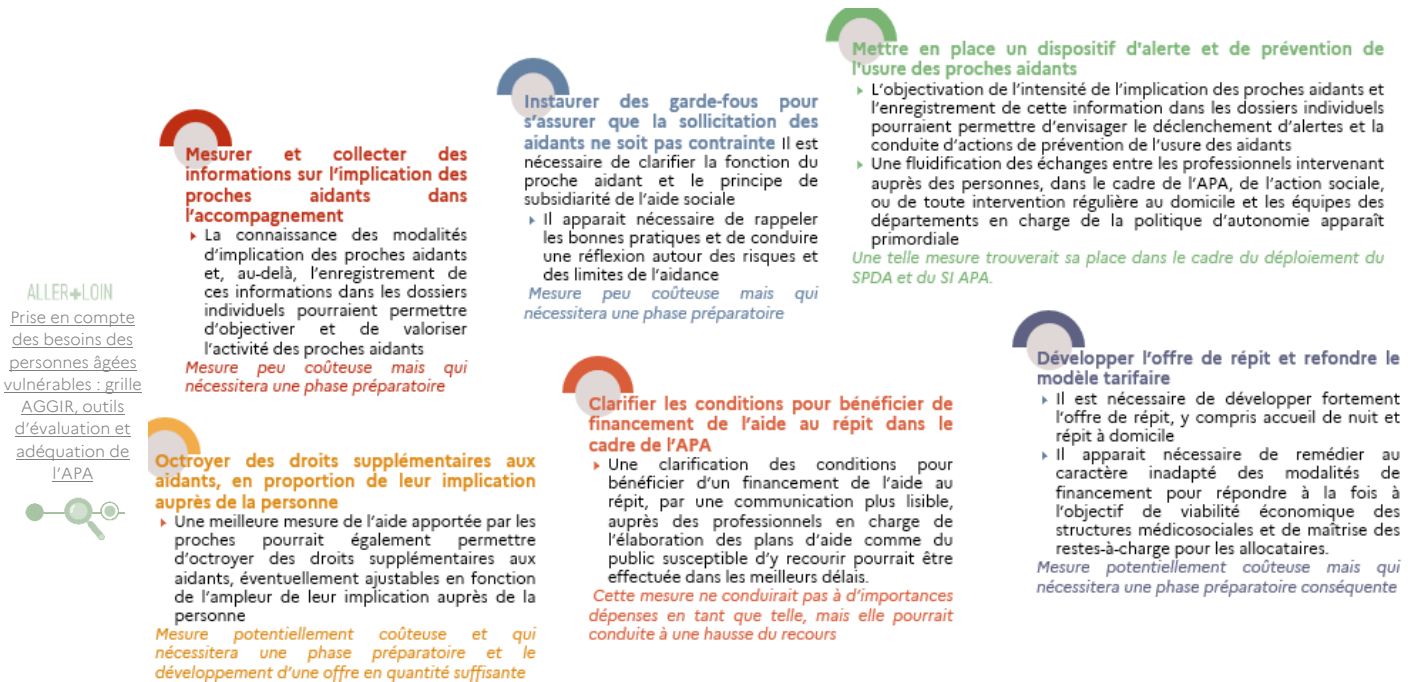 ALLER+LOIN
Prise en compte
des besoins des
personnes âgées
vulnérables : grille
AGGIR, outils
d'évaluation et
adéquation de
l'APA
Mesurer et collecter des
informations sur l'implication des
proches aidants dans
l'accompagnement
La connaissance des modalités
d'implication des proches aidants
et, au-delà, l'enregistrement de
ces informations dans les dossiers
individuels pourraient permettre
d'objectiver et de valoriser
l'activité des proches aidants
Mesure peu coûteuse mais qui
nécessitera une phase préparatoire
Instaurer des garde-fous pour
s'assurer que la sollicitation des
aidants ne soit pas contrainte Il est
nécessaire de clarifier la fonction du
proche aidant et le principe de
subsidiarité de l'aide sociale
Il apparait nécessaire de rappeler
les bonnes pratiques et de conduire
une réflexion autour des risques et
des limites de l'aidance
Mesure peu coûteuse mais qui
nécessitera une phase préparatoire
Mettre en place un dispositif d'alerte et de prévention de
l'usure des proches aidants
L'objectivation de l'intensité de l'implication des proches aidants et
l'enregistrement de cette information dans les dossiers individuels
pourraient permettre d'envisager le déclenchement d'alertes et la
conduite d'actions de prévention de l'usure des aidants
Une fluidification des échanges entre les professionnels intervenant
auprès des personnes, dans le cadre de l'APA, de l'action sociale,
ou de toute intervention régulière au domicile et les équipes des
départements en charge de la politique d'autonomie apparaît
primordiale
Une telle mesure trouverait sa place dans le cadre du déploiement du
SPDA et du SI APA.
Octroyer des droits supplémentaires aux
aidants, en proportion de leur implication
auprès de la personne
Une meilleure mesure de l'aide apportée par les
proches pourrait également permettre
d'octroyer des droits supplémentaires aux
aidants, éventuellement ajustables en fonction
de l'ampleur de leur implication auprès de la
personne
Mesure potentiellement coûteuse et qui
nécessitera une phase préparatoire et le
développement d'une offre en quantité suffisante
Clarifier les conditions pour bénéficier de
financement de l'aide au répit dans le
cadre de l'APA
Une clarification des conditions pour
bénéficier d'un financement de l'aide au
répit, par une communication plus lisible,
auprès des professionnels en charge de
l'élaboration des plans d'aide comme du
public susceptible d'y recourir pourrait être
effectuée dans les meilleurs délais.
Cette mesure ne conduirait pas à d'importances
dépenses en tant que telle, mais elle pourrait
conduite à une hausse du recours
Développer l'offre de répit et refondre le
modèle tarifaire
Il est nécessaire de développer fortement
l'offre de répit, y compris accueil de nuit et
répit à domicile
Il apparait nécessaire de remédier au
caractère inadapté des modalités de
financement pour répondre à la fois à
l'objectif de viabilité économique des
structures médicosociales et de maîtrise des
restes-à-charge pour les allocataires.
Mesure potentiellement coûteuse mais qui
nécessitera une phase préparatoire conséquente